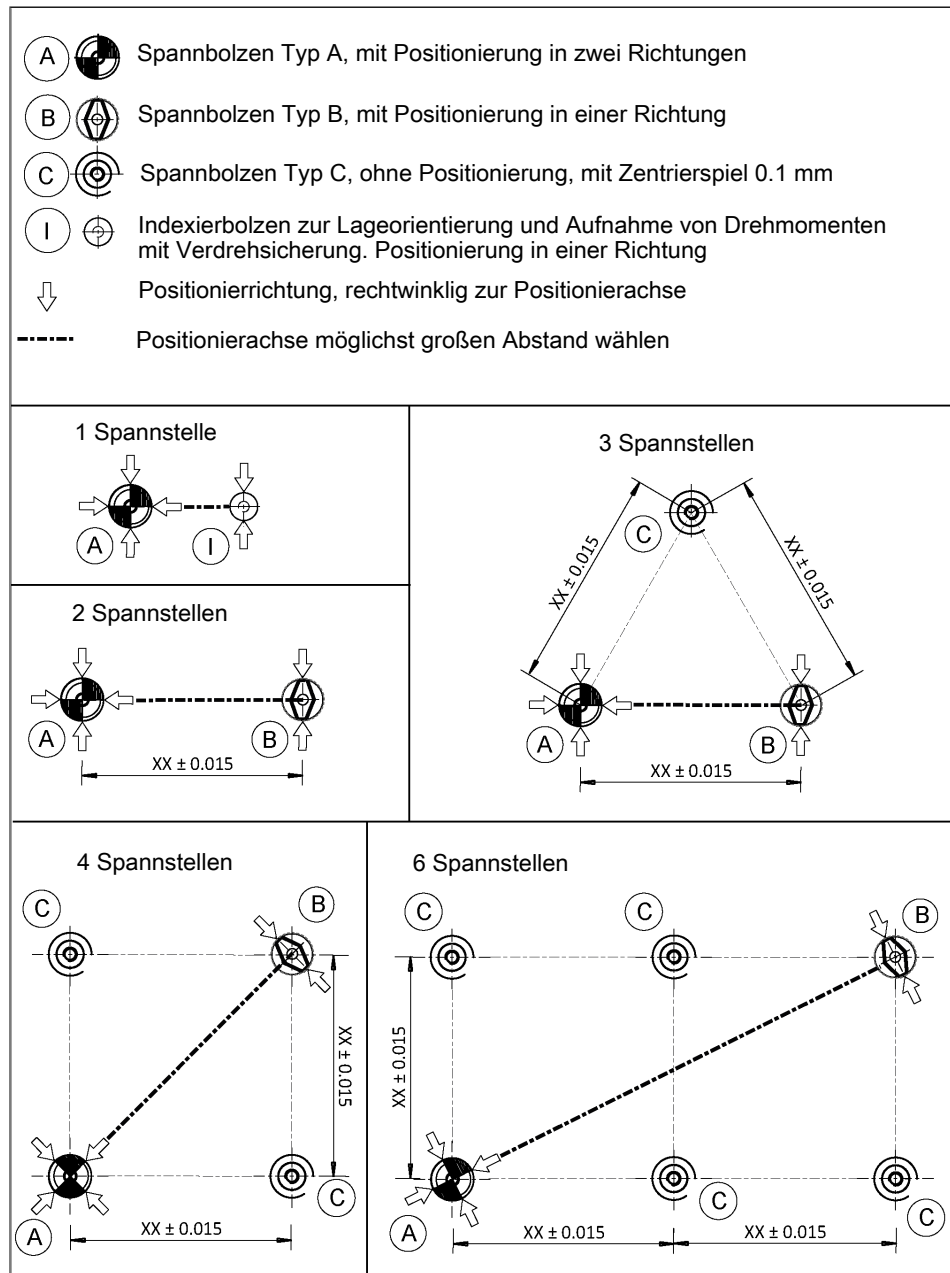 A Spannbolzen Typ A, mit Positionierung in zwei Richtungen
B Spannbolzen Typ B, mit Positionierung in einer Richtung
C Spannbolzen Typ C, ohne Positionierung, mit Zentrierspiel 0.1 mm
I Indexierbolzen zur Lageorientierung und Aufnahme von Drehmomenten
mit Verdrehsicherung. Positionierung in einer Richtung
Positionierrichtung, rechtwinklig zur Positionierachse
Positionierachse möglichst großen Abstand wählen
1 Spannstelle
A
I
2 Spannstellen
A
B
XX ± 0.015
3 Spannstellen
C
XX ± 0.015
XX ± 0.015
A
B
XX ± 0.015
4 Spannstellen
C
B
XX ± 0.015
A
C
XX ± 0.015
6 Spannstellen
C
C
B
XX ± 0.015
A
C
C
XX ± 0.015
XX ± 0.015